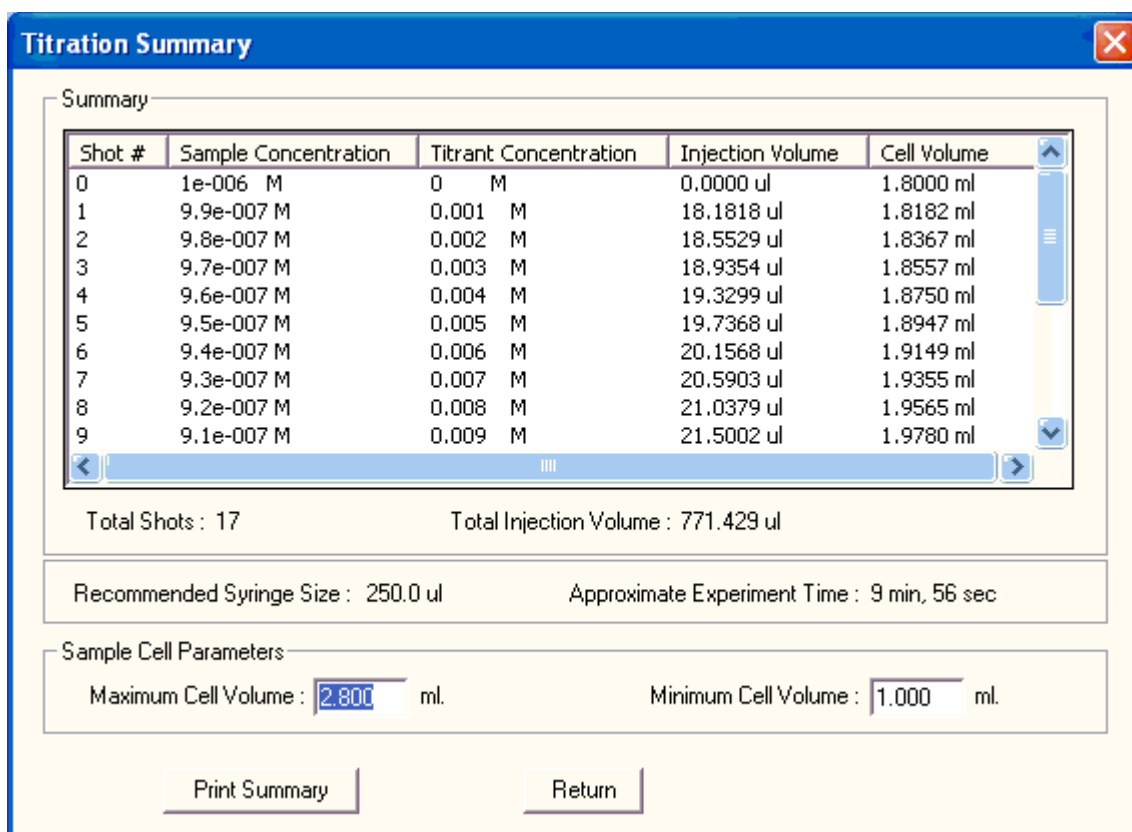 Titration Summary
Summary
Shot # Sample Concentration Titrant Concentration Injection Volume Cell Volume
0 1e-006 M 0 M 0.0000 ul 1.8000 ml
1 9.9e-007 M 0.001 M 18.1818 ul 1.8182 ml
2 9.8e-007 M 0.002 M 18.5529 ul 1.8367 ml
3 9.7e-007 M 0.003 M 18.9354 ul 1.8557 ml
4 9.6e-007 M 0.004 M 19.3299 ul 1.8750 ml
5 9.5e-007 M 0.005 M 19.7368 ul 1.8947 ml
6 9.4e-007 M 0.006 M 20.1568 ul 1.9149 ml
7 9.3e-007 M 0.007 M 20.5903 ul 1.9355 ml
8 9.2e-007 M 0.008 M 21.0379 ul 1.9565 ml
9 9.1e-007 M 0.009 M 21.5002 ul 1.9780 ml
Total Shots : 17 Total Injection Volume : 771.429 ul
Recommended Syringe Size : 250.0 ul Approximate Experiment Time : 9 min, 56 sec
Sample Cell Parameters
Maximum Cell Volume : 2.800 ml. Minimum Cell Volume : 1.000 ml.
Print Summary Return